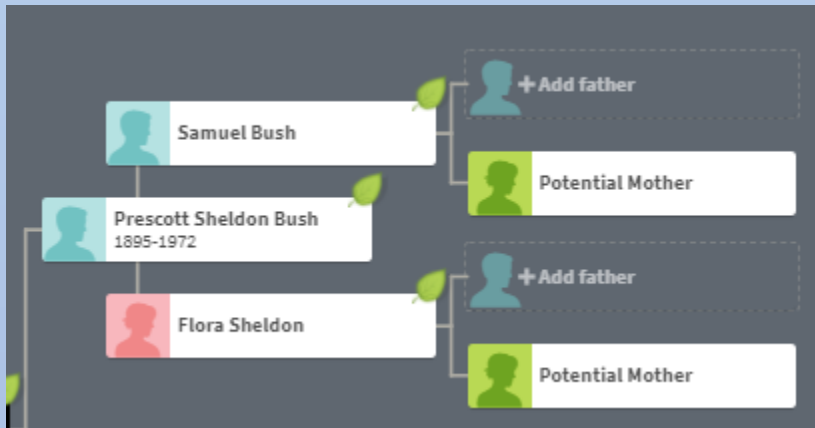 +Add father
Samuel Bush
Potential Mother
Prescott Sheldon Bush
1895-1972
+Add father
Flora Sheldon
Potential Mother